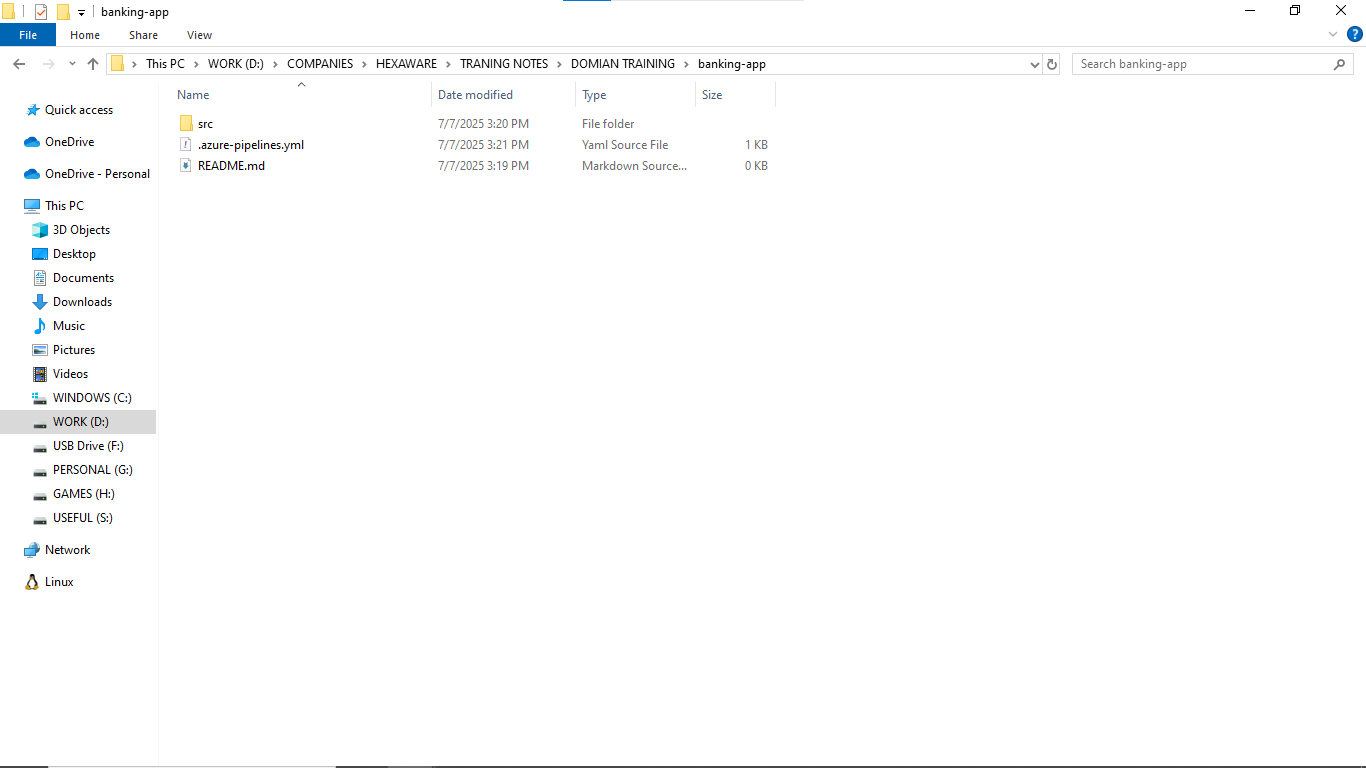 banking-app
File Home Share View
This PC WORK (D:) COMPANIES HEXAWARE TRANING NOTES DOMIAN TRAINING banking-app Search banking-app
Name Date modified Type Size
src 7/7/2025 3:20 PM File folder
.azure-pipelines.yml 7/7/2025 3:21 PM Yaml Source File 1 KB
README.md 7/7/2025 3:19 PM Markdown Source... 0 KB
Quick access
OneDrive
OneDrive - Personal
This PC
3D Objects
Desktop
Documents
Downloads
Music
Pictures
Videos
WINDOWS (C:)
WORK (D:)
USB Drive (F:)
PERSONAL (G:)
GAMES (H:)
USEFUL (S:)
Network
Linux